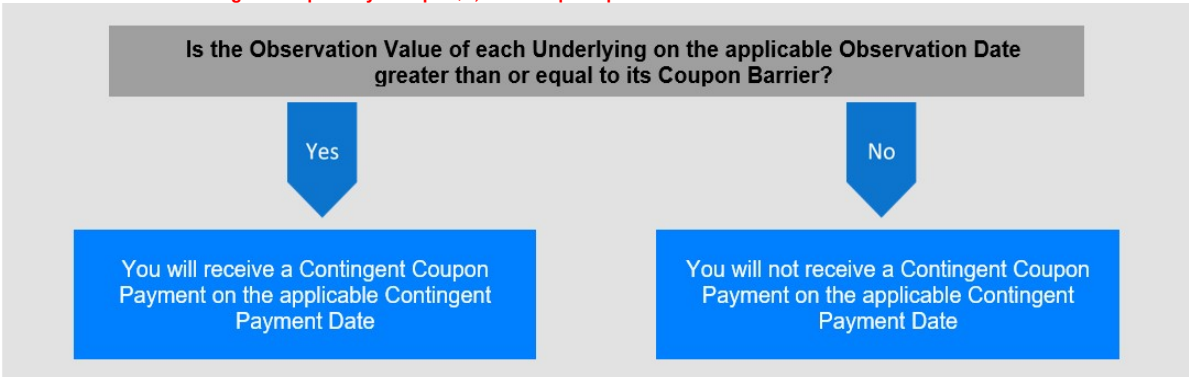 Is the Observation Value of each Underlying on the applicable Observation Date
greater than or equal to its Coupon Barrier?
Yes
No
You will receive a Contingent Coupon
Payment on the applicable Contingent
Payment Date
You will not receive a Contingent Coupon
Payment on the applicable Contingent
Payment Date